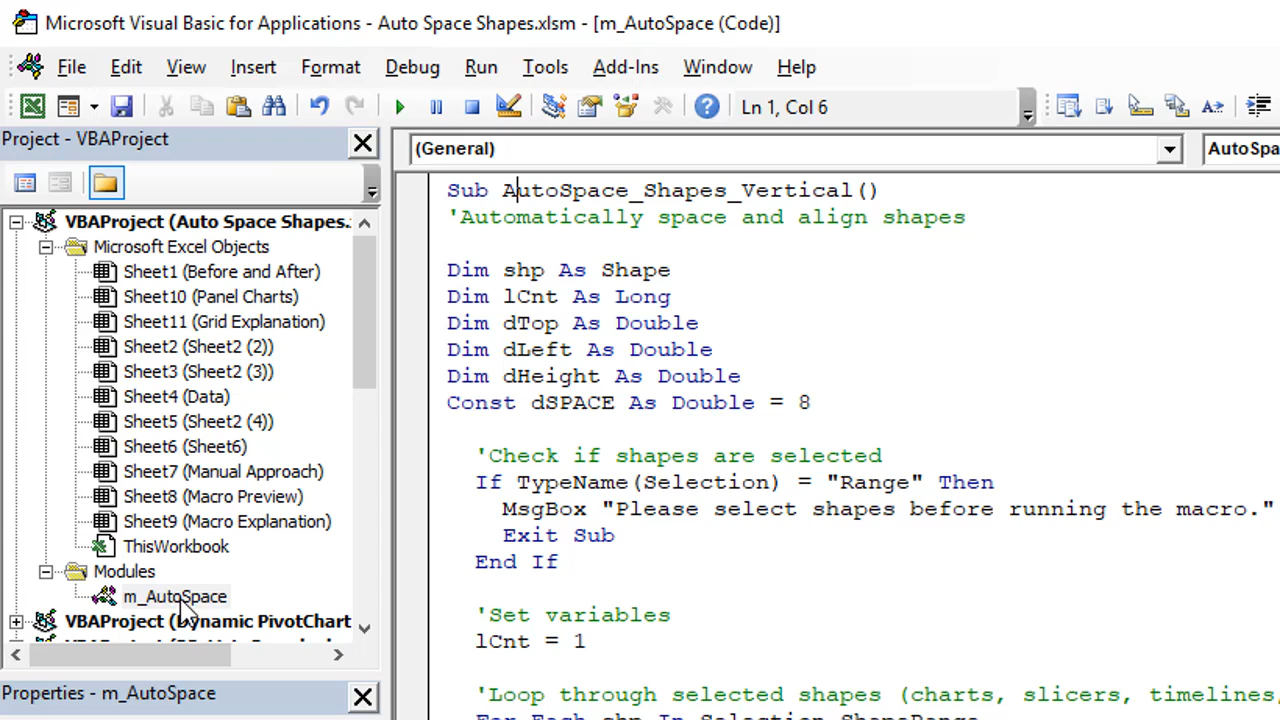 Microsoft Visual Basic for Applications - Auto Space Shapes.xlsm - [m_AutoSpace (Code)]
File Edit View Insert Format Debug Run Tools Add-Ins Window Help
Ln 1, Col 6
Project - VBAProject
(General)
AutoSpa
VBAProject (Auto Space Shapes.
Microsoft Excel Objects
Sheet1 (Before and After)
Sheet10 (Panel Charts)
Sheet11 (Grid Explanation)
Sheet2 (Sheet2 (2))
Sheet3 (Sheet2 (3))
Sheet4 (Data)
Sheet5 (Sheet2 (4))
Sheet6 (Sheet6)
Sheet7 (Manual Approach)
Sheet8 (Macro Preview)
Sheet9 (Macro Explanation)
ThisWorkbook
Modules
m_AutoSpace
VBAProject (Dynamic PivotChart
Properties - m_AutoSpace
Sub AutoSpace_Shapes_Vertical()
'Automatically space and align shapes
Dim shp As Shape
Dim lCnt As Long
Dim dTop As Double
Dim dLeft As Double
Dim dHeight As Double
Const dSPACE As Double = 8
'Check if shapes are selected
If TypeName(Selection) = "Range" Then
MsgBox "Please select shapes before running the macro."
Exit Sub
End If
'Set variables
lCnt = 1
'Loop through selected shapes (charts, slicers, timelines,
For Each shp In Selection.ShapeRange